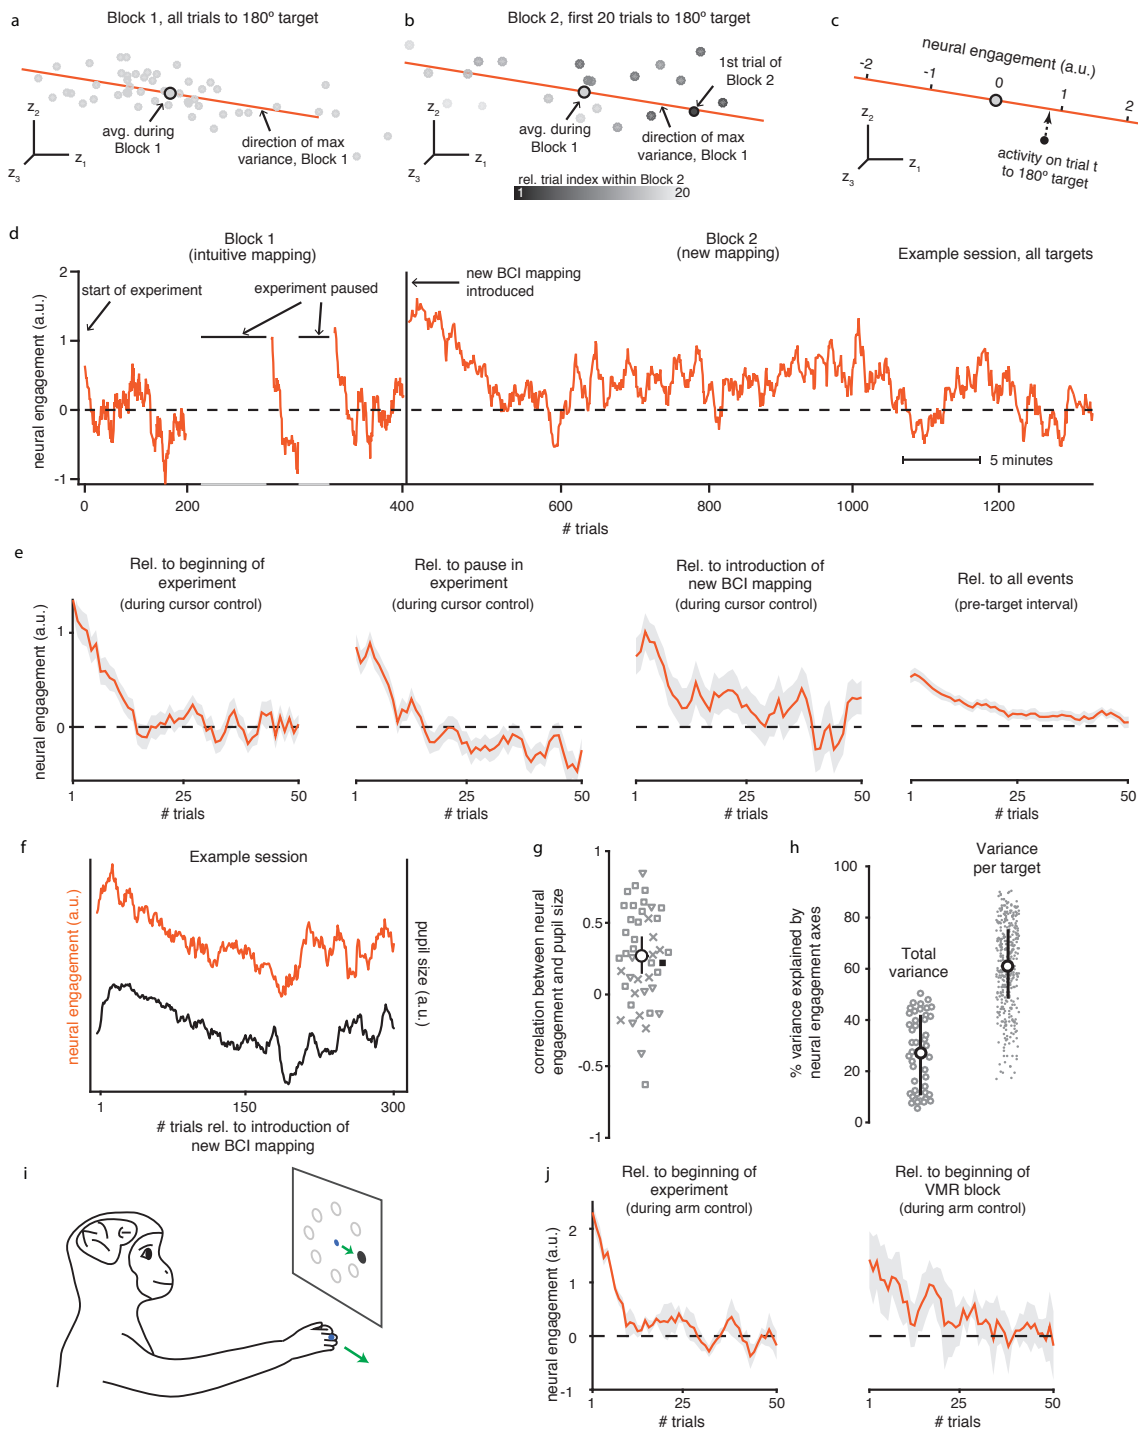 a
Block 1, all trials to 180º target
z2
z1
z3
avg. during
Block 1
direction of max
variance, Block 1
b
Block 2, first 20 trials to 180º target
1st trial of
Block 2
z2
z1
z3
avg. during
Block 1
direction of max
variance, Block 1
rel. trial index within Block 2
1
20
c
neural engagement (a.u.)
-2
-1
0
1
2
z2
z1
z3
activity on trial t
to 180º target
d
Block 1
(intuitive mapping)
Block 2
(new mapping)
Example session, all targets
start of experiment
experiment paused
new BCI mapping
introduced
neural engagement (a.u.)
2
1
0
-1
5 minutes
0
200
400
600
800
1000
1200
# trials
e
Rel. to beginning of
experiment
(during cursor control)
neural engagement (a.u.)
1
0
1
25
50
# trials
Rel. to pause in
experiment
(during cursor control)
1
25
50
# trials
Rel. to introduction of
new BCI mapping
(during cursor control)
1
25
50
# trials
Rel. to all events
(pre-target interval)
1
25
50
# trials
f
Example session
neural engagement (a.u.)
pupil size (a.u.)
1
150
300
# trials rel. to introduction of
new BCI mapping
g
correlation between neural
engagement and pupil size
1
0.5
0
-0.5
-1
h
% variance explained by
neural engagement axes
100
80
60
40
20
0
Total
variance
Variance
per target
i
j
Rel. to beginning of
experiment
(during arm control)
neural engagement (a.u.)
2
1
0
-1
1
25
50
# trials
Rel. to beginning of
VMR block
(during arm control)
1
25
50
# trials